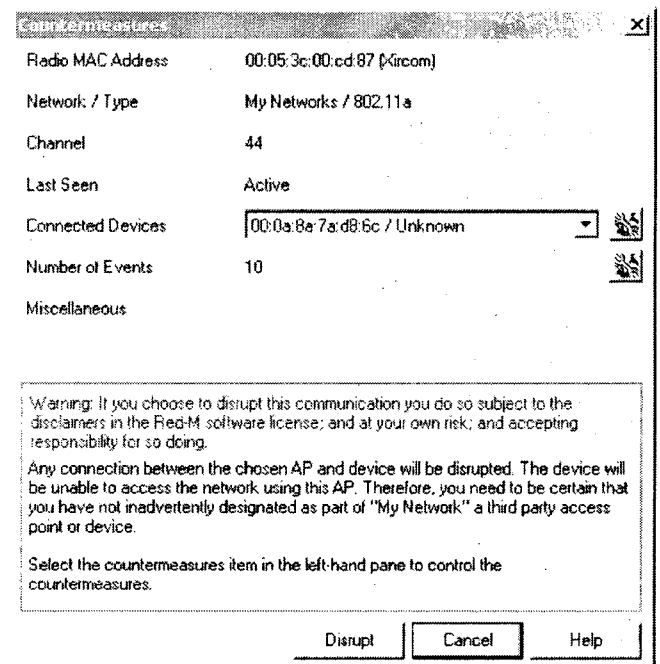 Countermeasures
Radio MAC Address 00:05:3c:00:cd:87 (Xircom)
Network / Type My Networks / 802.11a
Channel 44
Last Seen Active
Connected Devices 00:0a:8a:7a:d8:6c / Unknown
Number of Events 10
Miscellaneous
Warning: If you choose to disrupt this communication you do so subject to the
disclaimers in the Red-M software license; and at your own risk; and accepting
responsibility for so doing.
Any connection between the chosen AP and device will be disrupted. The device will
be unable to access the network using this AP. Therefore, you need to be certain that
you have not inadvertently designated as part of "My Network" a third party access
point or device.
Select the countermeasures item in the left-hand pane to control the
countermeasures.
Disrupt Cancel Help